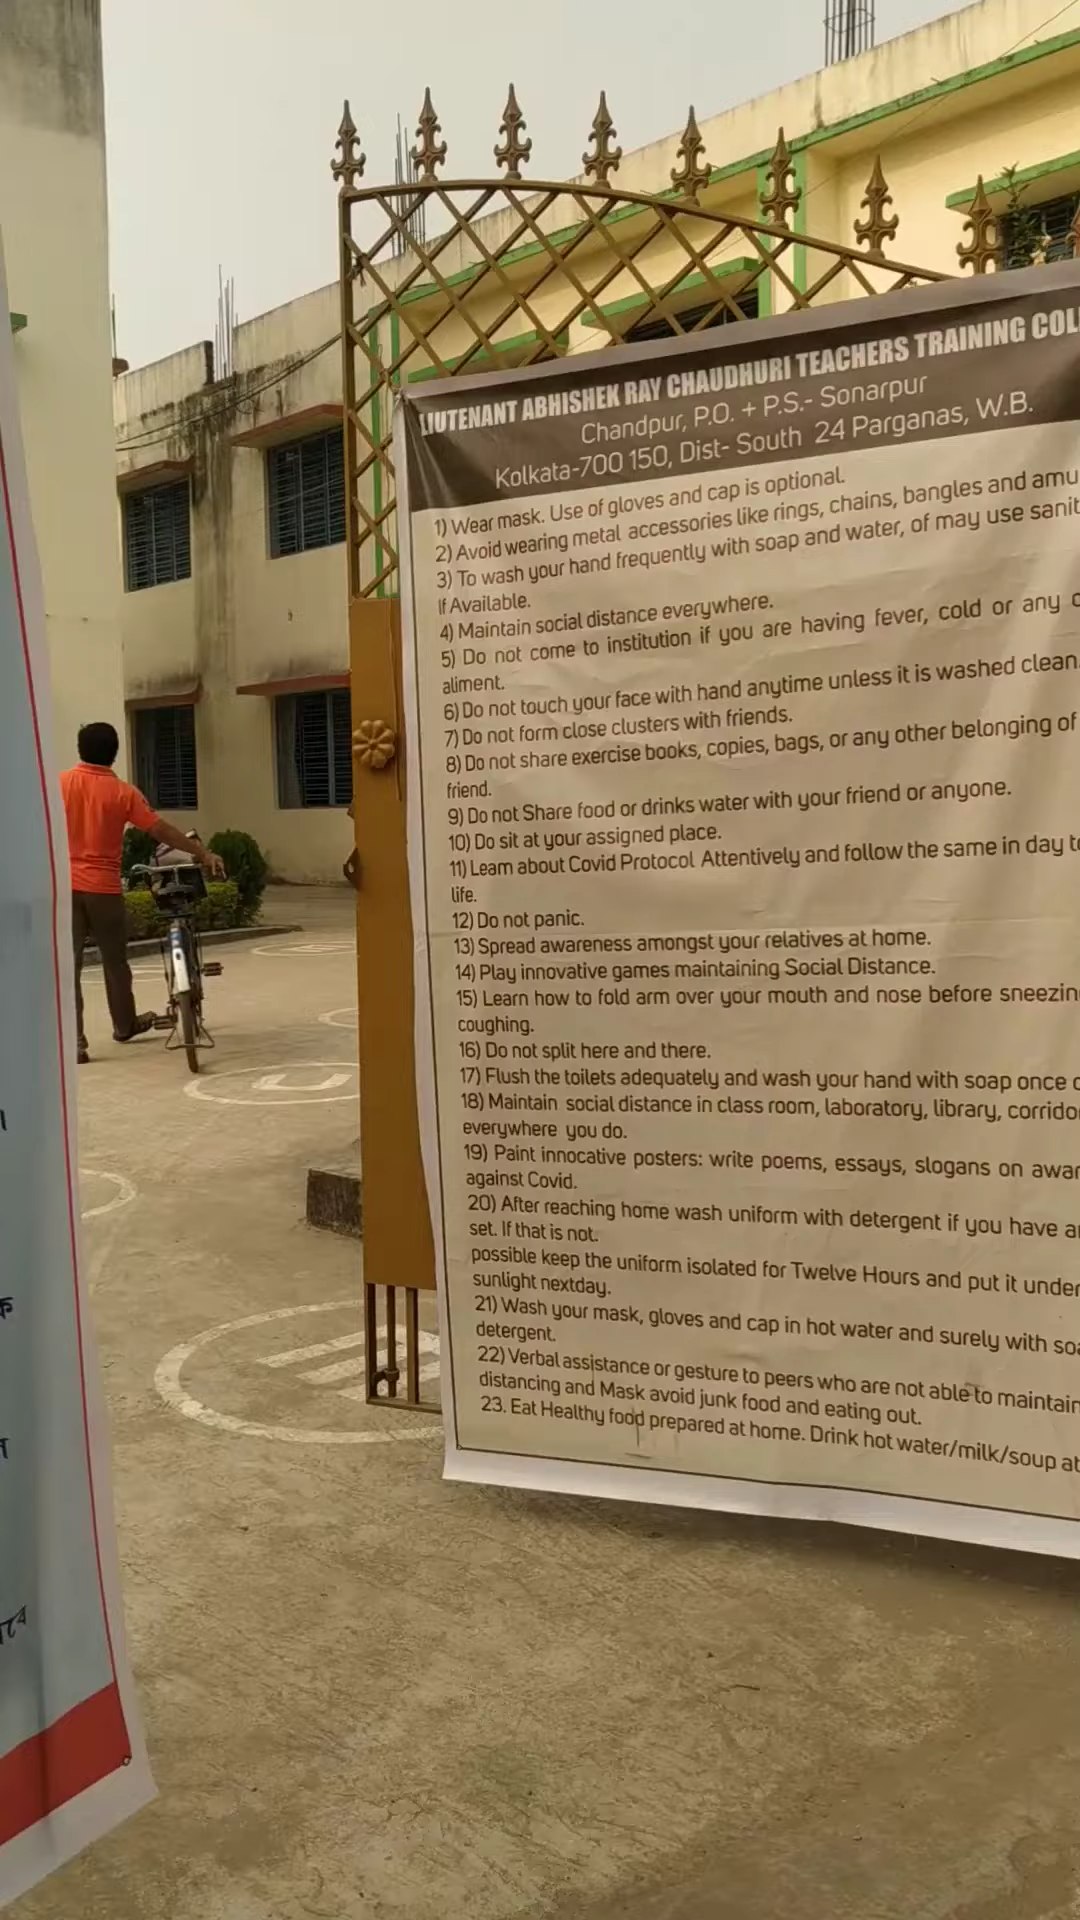 LIUTENANT ABHISHEK RAY CHAUDHURI TEACHERS TRAINING
Chandpur, P.O. + P.S.- Sonarpur
Kolkata-700 150, Dist- South 24 Parganas, W.B.
1) Wear mask. Use of gloves and cap is optional.
2) Avoid wearing metal accessories like rings, chains, bangles and
3) To wash your hand frequently with soap and water, of may use
If Available.
4) Maintain social distance everywhere.
5) Do not come to institution if you are having fever, cold or any
aliment.
6) Do not touch your face with hand anytime unless it is washed clean.
7) Do not form close clusters with friends.
8) Do not share exercise books, copies, bags, or any other belonging of
friend.
9) Do not Share food or drinks water with your friend or anyone.
10) Do sit at your assigned place.
11) Learn about Covid Protocol Attentively and follow the same in day
life.
12) Do not panic.
13) Spread awareness amongst your relatives at home.
14) Play innovative games maintaining Social Distance.
15) Learn how to fold arm over your mouth and nose before
coughing.
16) Do not split here and there.
17) Flush the toilets adequately and wash your hand with soap once
18) Maintain social distance in class room, laboratory, library,
everywhere you do.
19) Paint innocative posters: write poems, essays, slogans on
against Covid.
20) After reaching home wash uniform with detergent if you have
set. If that is not.
possible keep the uniform isolated for Twelve Hours and put it under
sunlight nextday.
21) Wash your mask, gloves and cap in hot water and surely with
detergent.
22) Verbal assistance or gesture to peers who are not able to maintain
distancing and Mask avoid junk food and eating out.
23. Eat Healthy food prepared at home. Drink hot water/milk/soup at